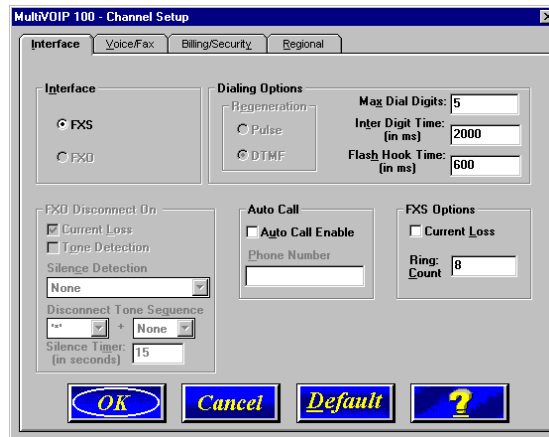 MultiVOIP 100 - Channel Setup
Interface
Voice/Fax
Billing/Security
Regional
Interface
FXS
FXO
Dialing Options
Regeneration
Pulse
DTMF
Max Dial Digits: 5
Inter Digit Time: 2000
(in ms)
Flash Hook Time: 600
(in ms)
FXO Disconnect On
Current Loss
Tone Detection
Silence Detection
None
Disconnect Tone Sequence
"*" + None
Silence Timer: 15
(in seconds)
Auto Call
Auto Call Enable
Phone Number
FXS Options
Current Loss
Ring: 8
Count
OK
Cancel
Default
?